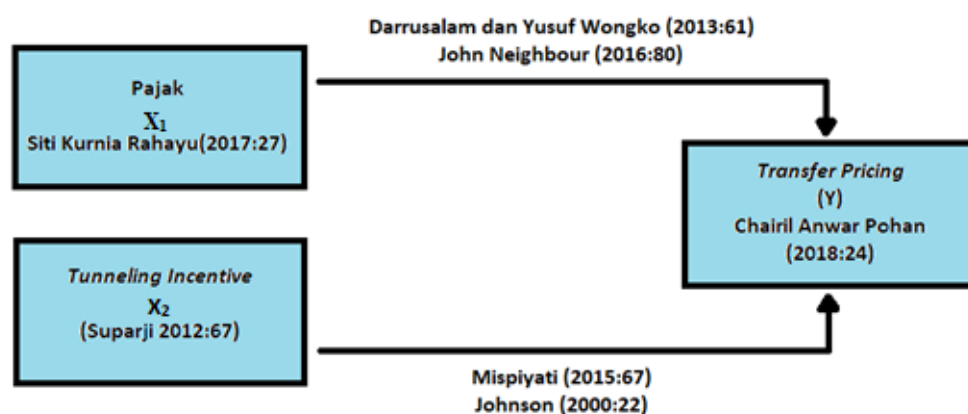 Darrusalam dan Yusuf Wongko (2013:61)
John Neighbour (2016:80)
Pajak
X₁
Siti Kurnia Rahayu(2017:27)
Transfer Pricing
(Y)
Chairil Anwar Pohan
(2018:24)
Tunneling Incentive
X₂
(Suparji 2012:67)
Mispiyati (2015:67)
Johnson (2000:22)